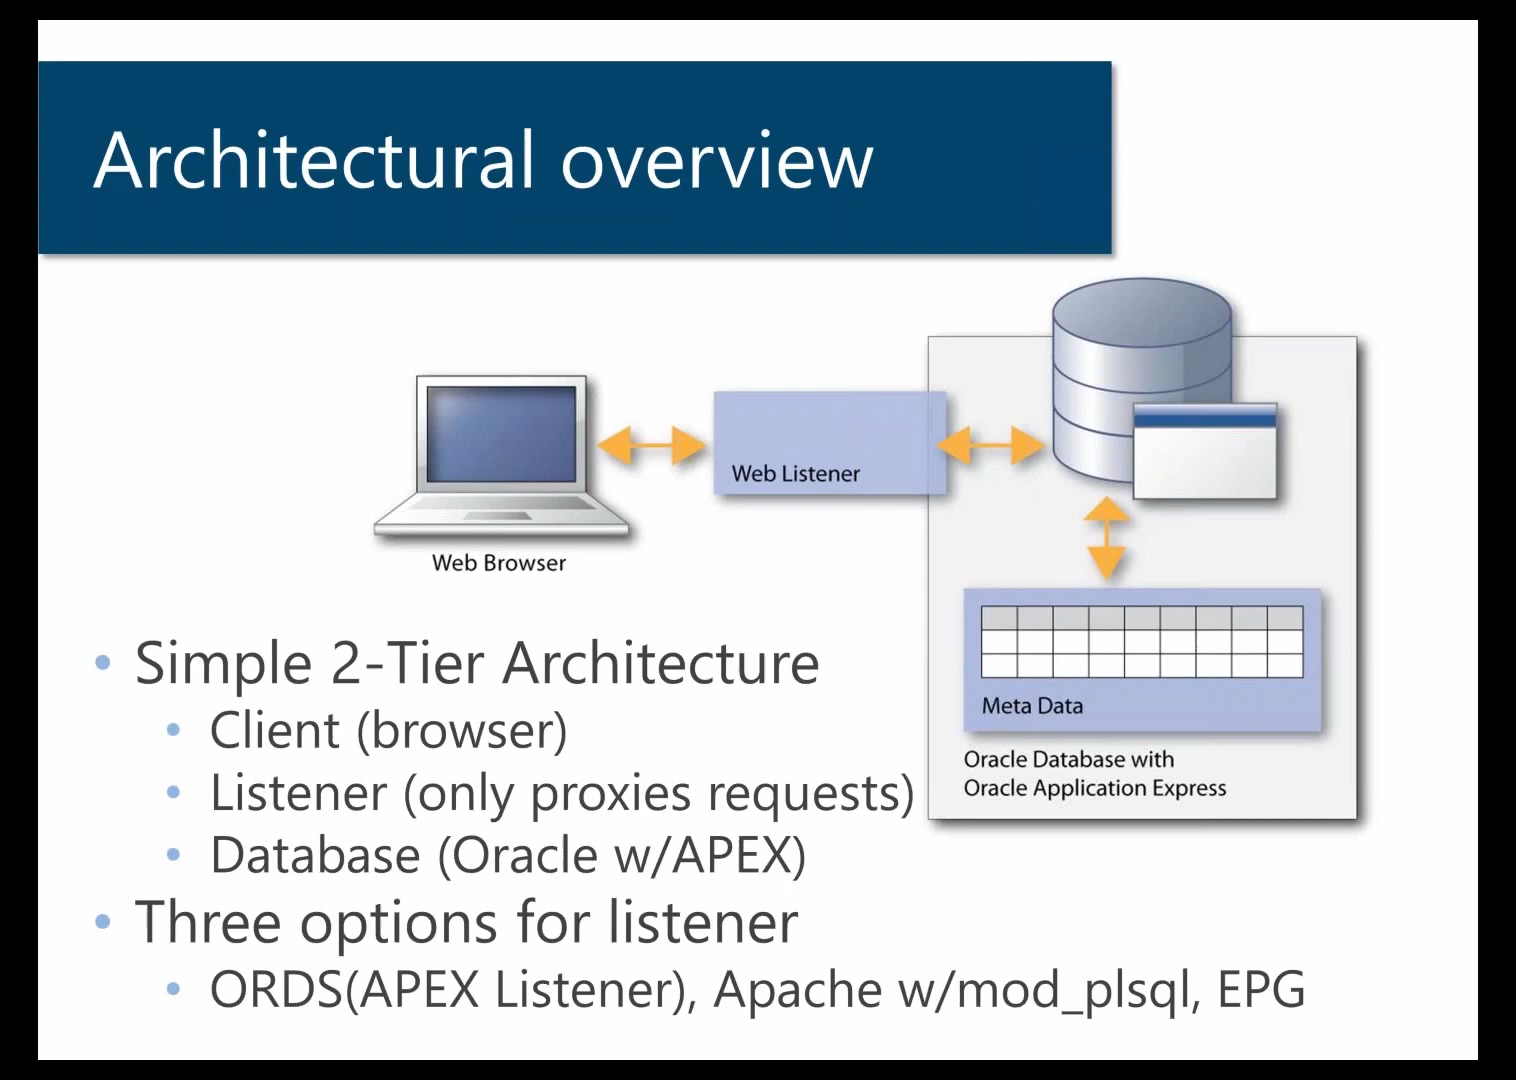 Architectural overview
Web Listener
Web Browser
Meta Data
Oracle Database with
Oracle Application Express
• Simple 2-Tier Architecture
• Client (browser)
• Listener (only proxies requests)
• Database (Oracle w/APEX)
• Three options for listener
• ORDS(APEX Listener), Apache w/mod_plsql, EPG